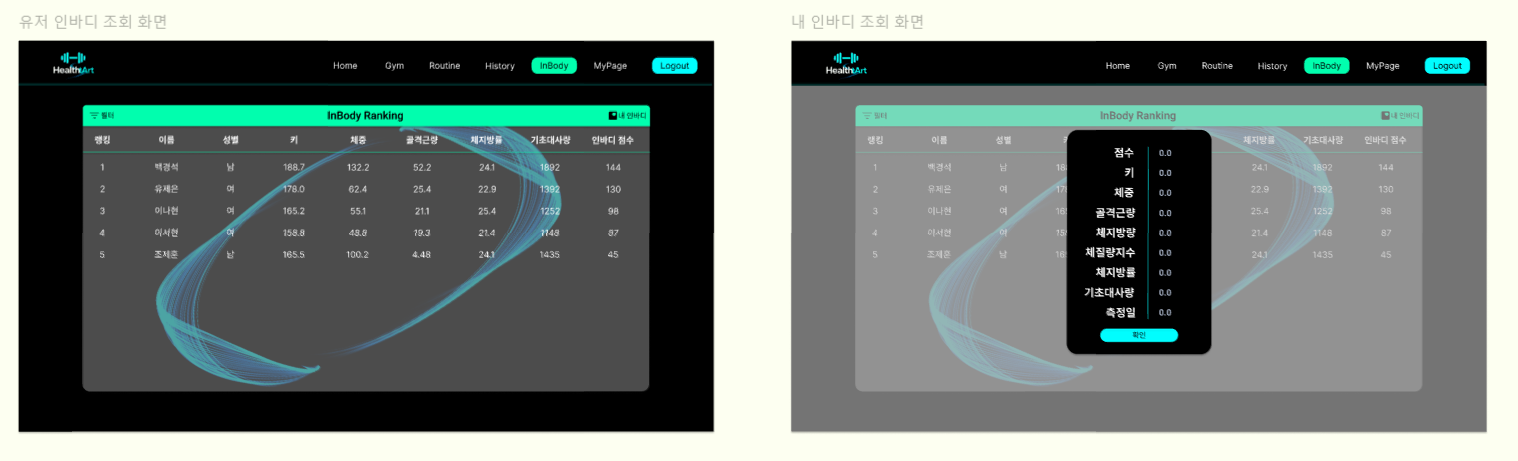 유저 인바디 조회 화면
HealthArt
Home Gym Routine History InBody MyPage Logout
필터 InBody Ranking 내 인바디
랭킹 이름 성별 키 체중 골격근량 체지방률 기초대사량 인바디 점수
1 백경석 남 188.7 132.2 52.2 24.1 1892 144
2 유제은 여 178.0 62.4 25.4 22.9 1392 130
3 이나현 여 165.2 55.1 21.1 25.4 1252 98
4 이서현 여 158.8 48.8 19.3 21.4 1148 87
5 조제훈 남 165.5 100.2 4.48 24.1 1435 45
내 인바디 조회 화면
HealthArt
Home Gym Routine History InBody MyPage Logout
필터 InBody Ranking 내 인바디
랭킹 이름 성별 체지방률 기초대사량 인바디 점수
1 백경석 남 24.1 1892 144
2 유제은 여 22.9 1392 130
3 이나현 여 25.4 1252 98
4 이서현 여 21.4 1148 87
5 조제훈 남 24.1 1435 45
점수 0.0
키 0.0
체중 0.0
골격근량 0.0
체지방량 0.0
체질량지수 0.0
체지방률 0.0
기초대사량 0.0
측정일 0.0
확인